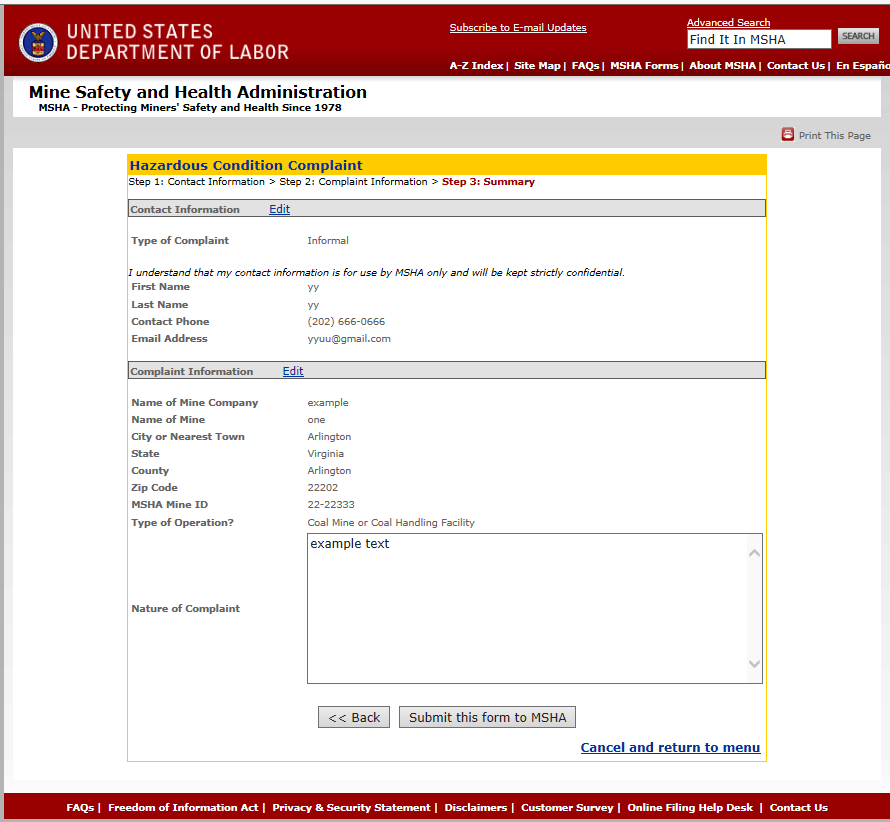 UNITED STATES
DEPARTMENT OF LABOR
Subscribe to E-mail Updates
Advanced Search
Find It In MSHA
SEARCH
A-Z Index | Site Map | FAQs | MSHA Forms | About MSHA | Contact Us | En Españo
Mine Safety and Health Administration
MSHA - Protecting Miners' Safety and Health Since 1978
Print This Page
Hazardous Condition Complaint
Step 1: Contact Information > Step 2: Complaint Information > Step 3: Summary
Contact Information Edit
Type of Complaint Informal
I understand that my contact information is for use by MSHA only and will be kept strictly confidential.
First Name yy
Last Name yy
Contact Phone (202) 666-0666
Email Address yyuu@gmail.com
Complaint Information Edit
Name of Mine Company example
Name of Mine one
City or Nearest Town Arlington
State Virginia
County Arlington
Zip Code 22202
MSHA Mine ID 22-22333
Type of Operation? Coal Mine or Coal Handling Facility
example text
Nature of Complaint
<< Back Submit this form to MSHA
Cancel and return to menu
FAQs | Freedom of Information Act | Privacy & Security Statement | Disclaimers | Customer Survey | Online Filing Help Desk | Contact Us